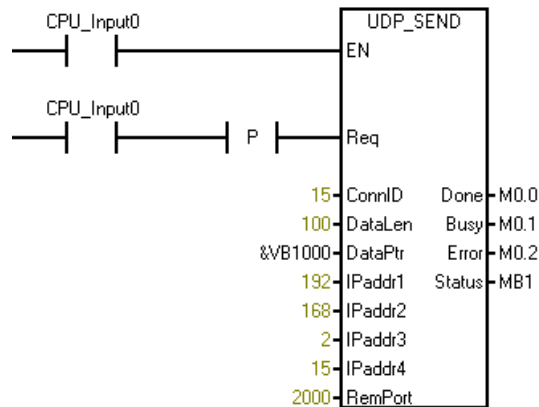 CPU_Input0 UDP_SEND
EN
CPU_Input0
P Req
15 ConnID Done M0.0
100 DataLen Busy M0.1
&VB1000 DataPtr Error M0.2
192 IPaddr1 Status MB1
168 IPaddr2
2 IPaddr3
15 IPaddr4
2000 RemPort